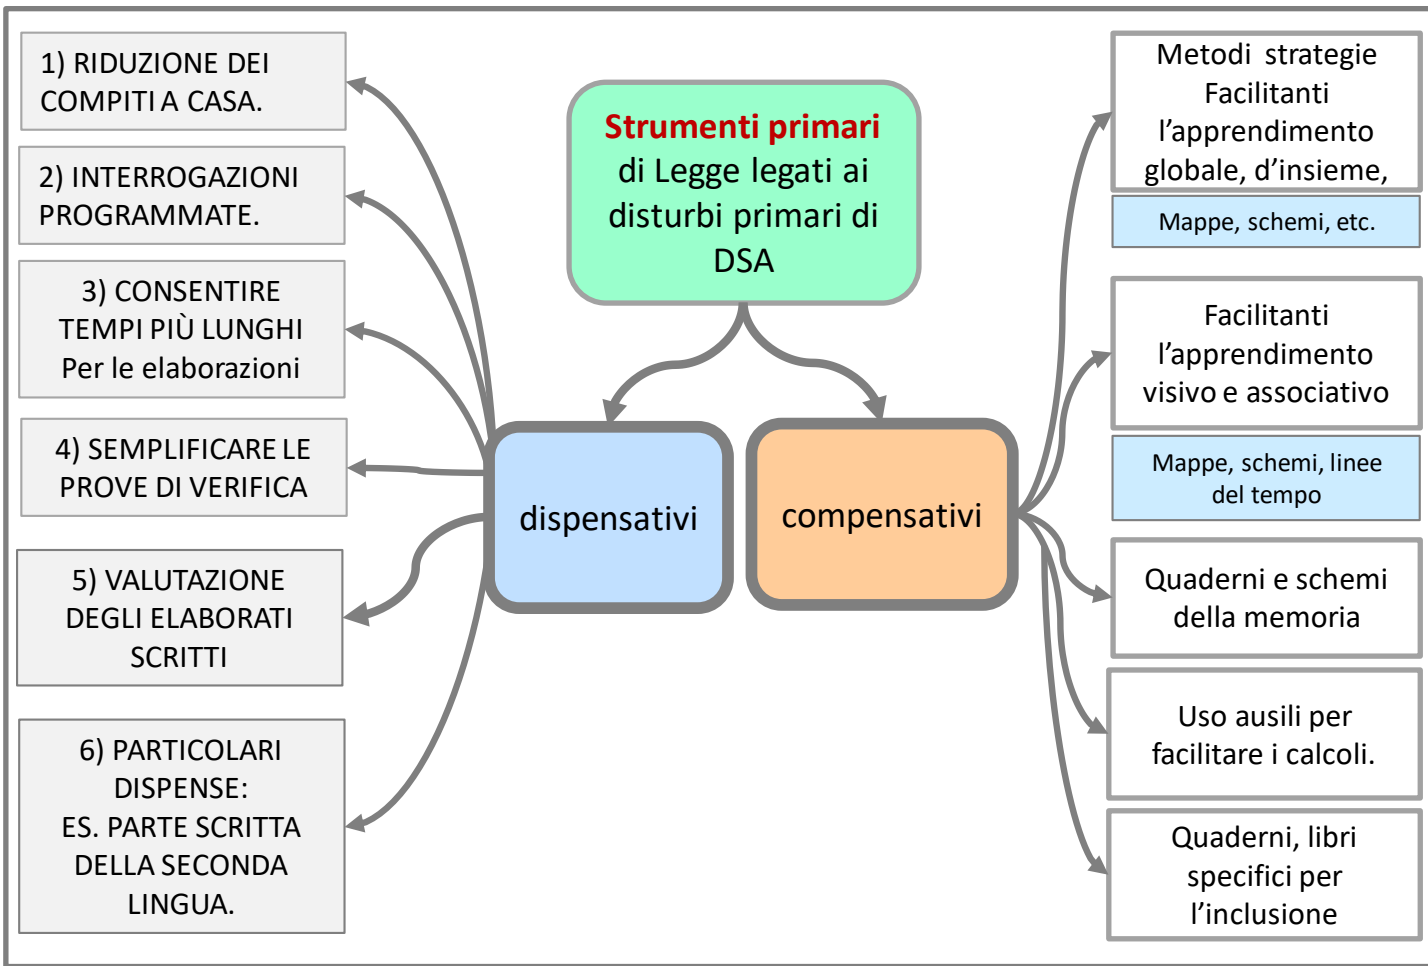 Strumenti primari
di Legge legati ai
disturbi primari di
DSA
dispensativi
1) RIDUZIONE DEI
COMPITI A CASA.
2) INTERROGAZIONI
PROGRAMMATE.
3) CONSENTIRE
TEMPI PIÙ LUNGHI
Per le elaborazioni
4) SEMPLIFICARE LE
PROVE DI VERIFICA
5) VALUTAZIONE
DEGLI ELABORATI
SCRITTI
6) PARTICOLARI
DISPENSE:
ES. PARTE SCRITTA
DELLA SECONDA
LINGUA.
compensativi
Metodi strategie
Facilitanti
l’apprendimento
globale, d’insieme,
Mappe, schemi, etc.
Facilitanti
l’apprendimento
visivo e associativo
Mappe, schemi, linee
del tempo
Quaderni e schemi
della memoria
Uso ausili per
facilitare i calcoli.
Quaderni, libri
specifici per
l’inclusione